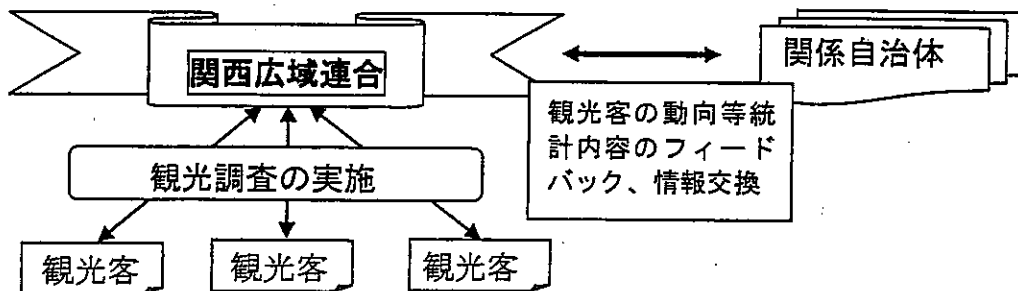 関西広域連合
関係自治体
観光客の動向等統
計内容のフィード
バック、情報交換
観光調査の実施
観光客
観光客
観光客